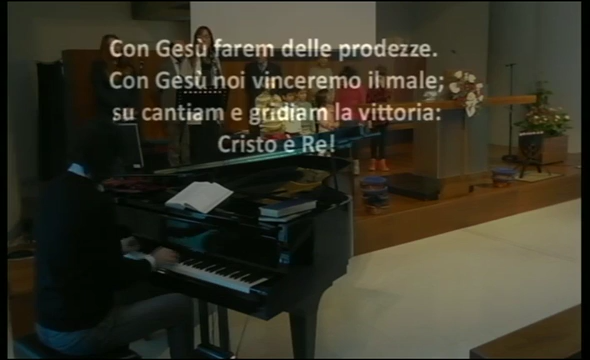 Con Gesù farem delle prodezze.
Con Gesù noi vinceremo il male;
su cantiam e gridiam la vittoria:
Cristo è Re!